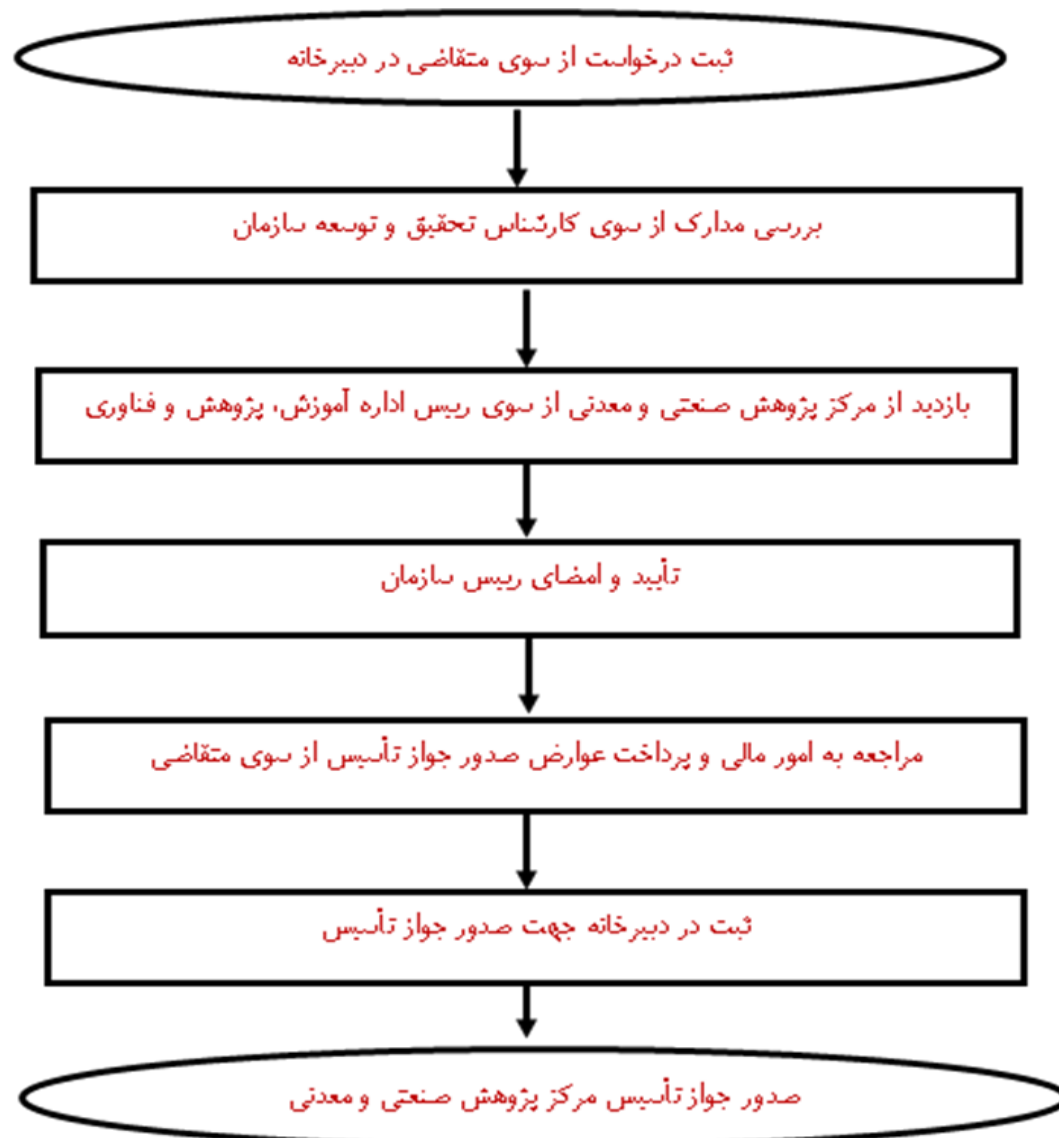 ثبت درخواست از سوی متقاضی در دبیرخانه
بررسی مدارک از سوی کارشناس تحقیق و توسعه سازمان
بازدید از مرکز پژوهش صنعتی و معدنی از سوی رییس اداره آموزش، پژوهش و فناوری
تأیید و امضای رییس سازمان
مراجعه به امور مالی و پرداخت عوارض صدور جواز تأسیس از سوی متقاضی
ثبت در دبیرخانه جهت صدور جواز تأسیس
صدور جواز تأسیس مرکز پژوهش صنعتی و معدنی